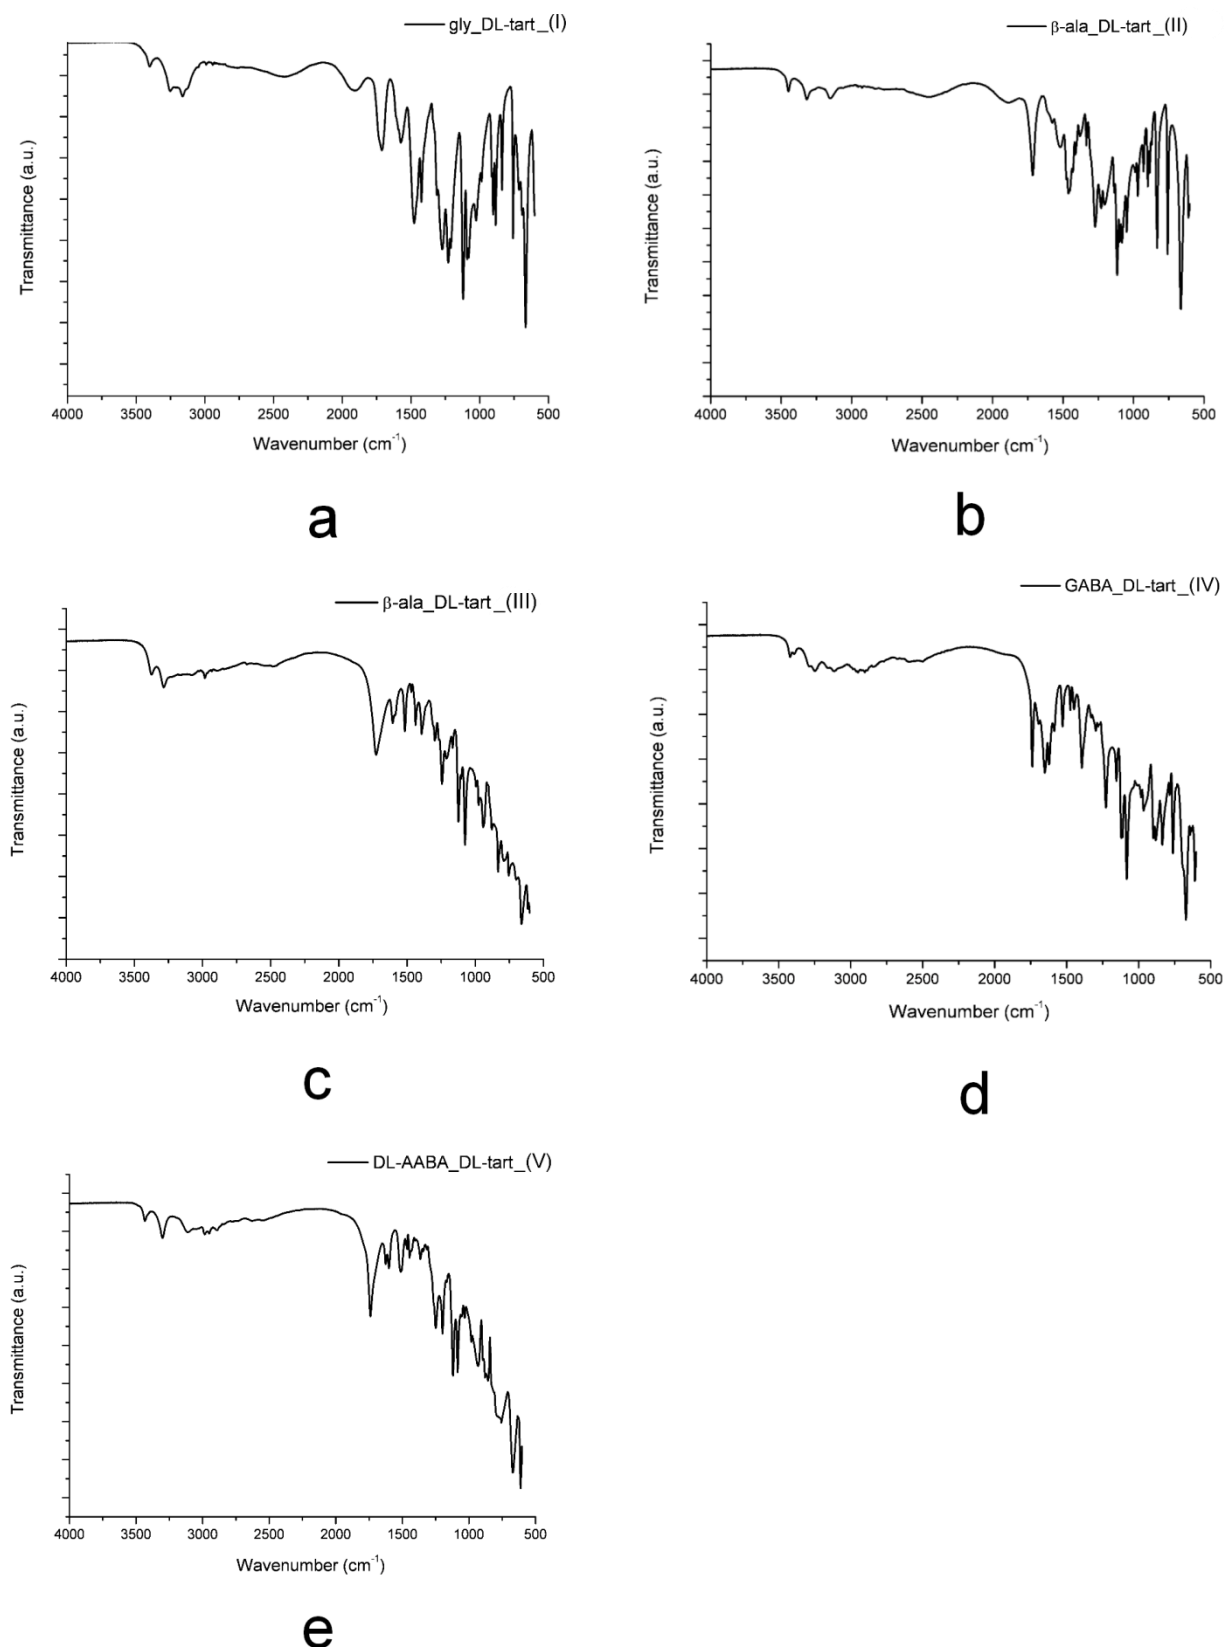 gly_DL-tart_(I)
Transmittance (a.u.)
4000 3500 3000 2500 2000 1500 1000 500
Wavenumber (cm⁻¹)
a
β-ala_DL-tart_(II)
Transmittance (a.u.)
4000 3500 3000 2500 2000 1500 1000 500
Wavenumber (cm⁻¹)
b
β-ala_DL-tart_(III)
Transmittance (a.u.)
4000 3500 3000 2500 2000 1500 1000 500
Wavenumber (cm⁻¹)
c
GABA_DL-tart_(IV)
Transmittance (a.u.)
4000 3500 3000 2500 2000 1500 1000 500
Wavenumber (cm⁻¹)
d
DL-AABA_DL-tart_(V)
Transmittance (a.u.)
4000 3500 3000 2500 2000 1500 1000 500
Wavenumber (cm⁻¹)
e